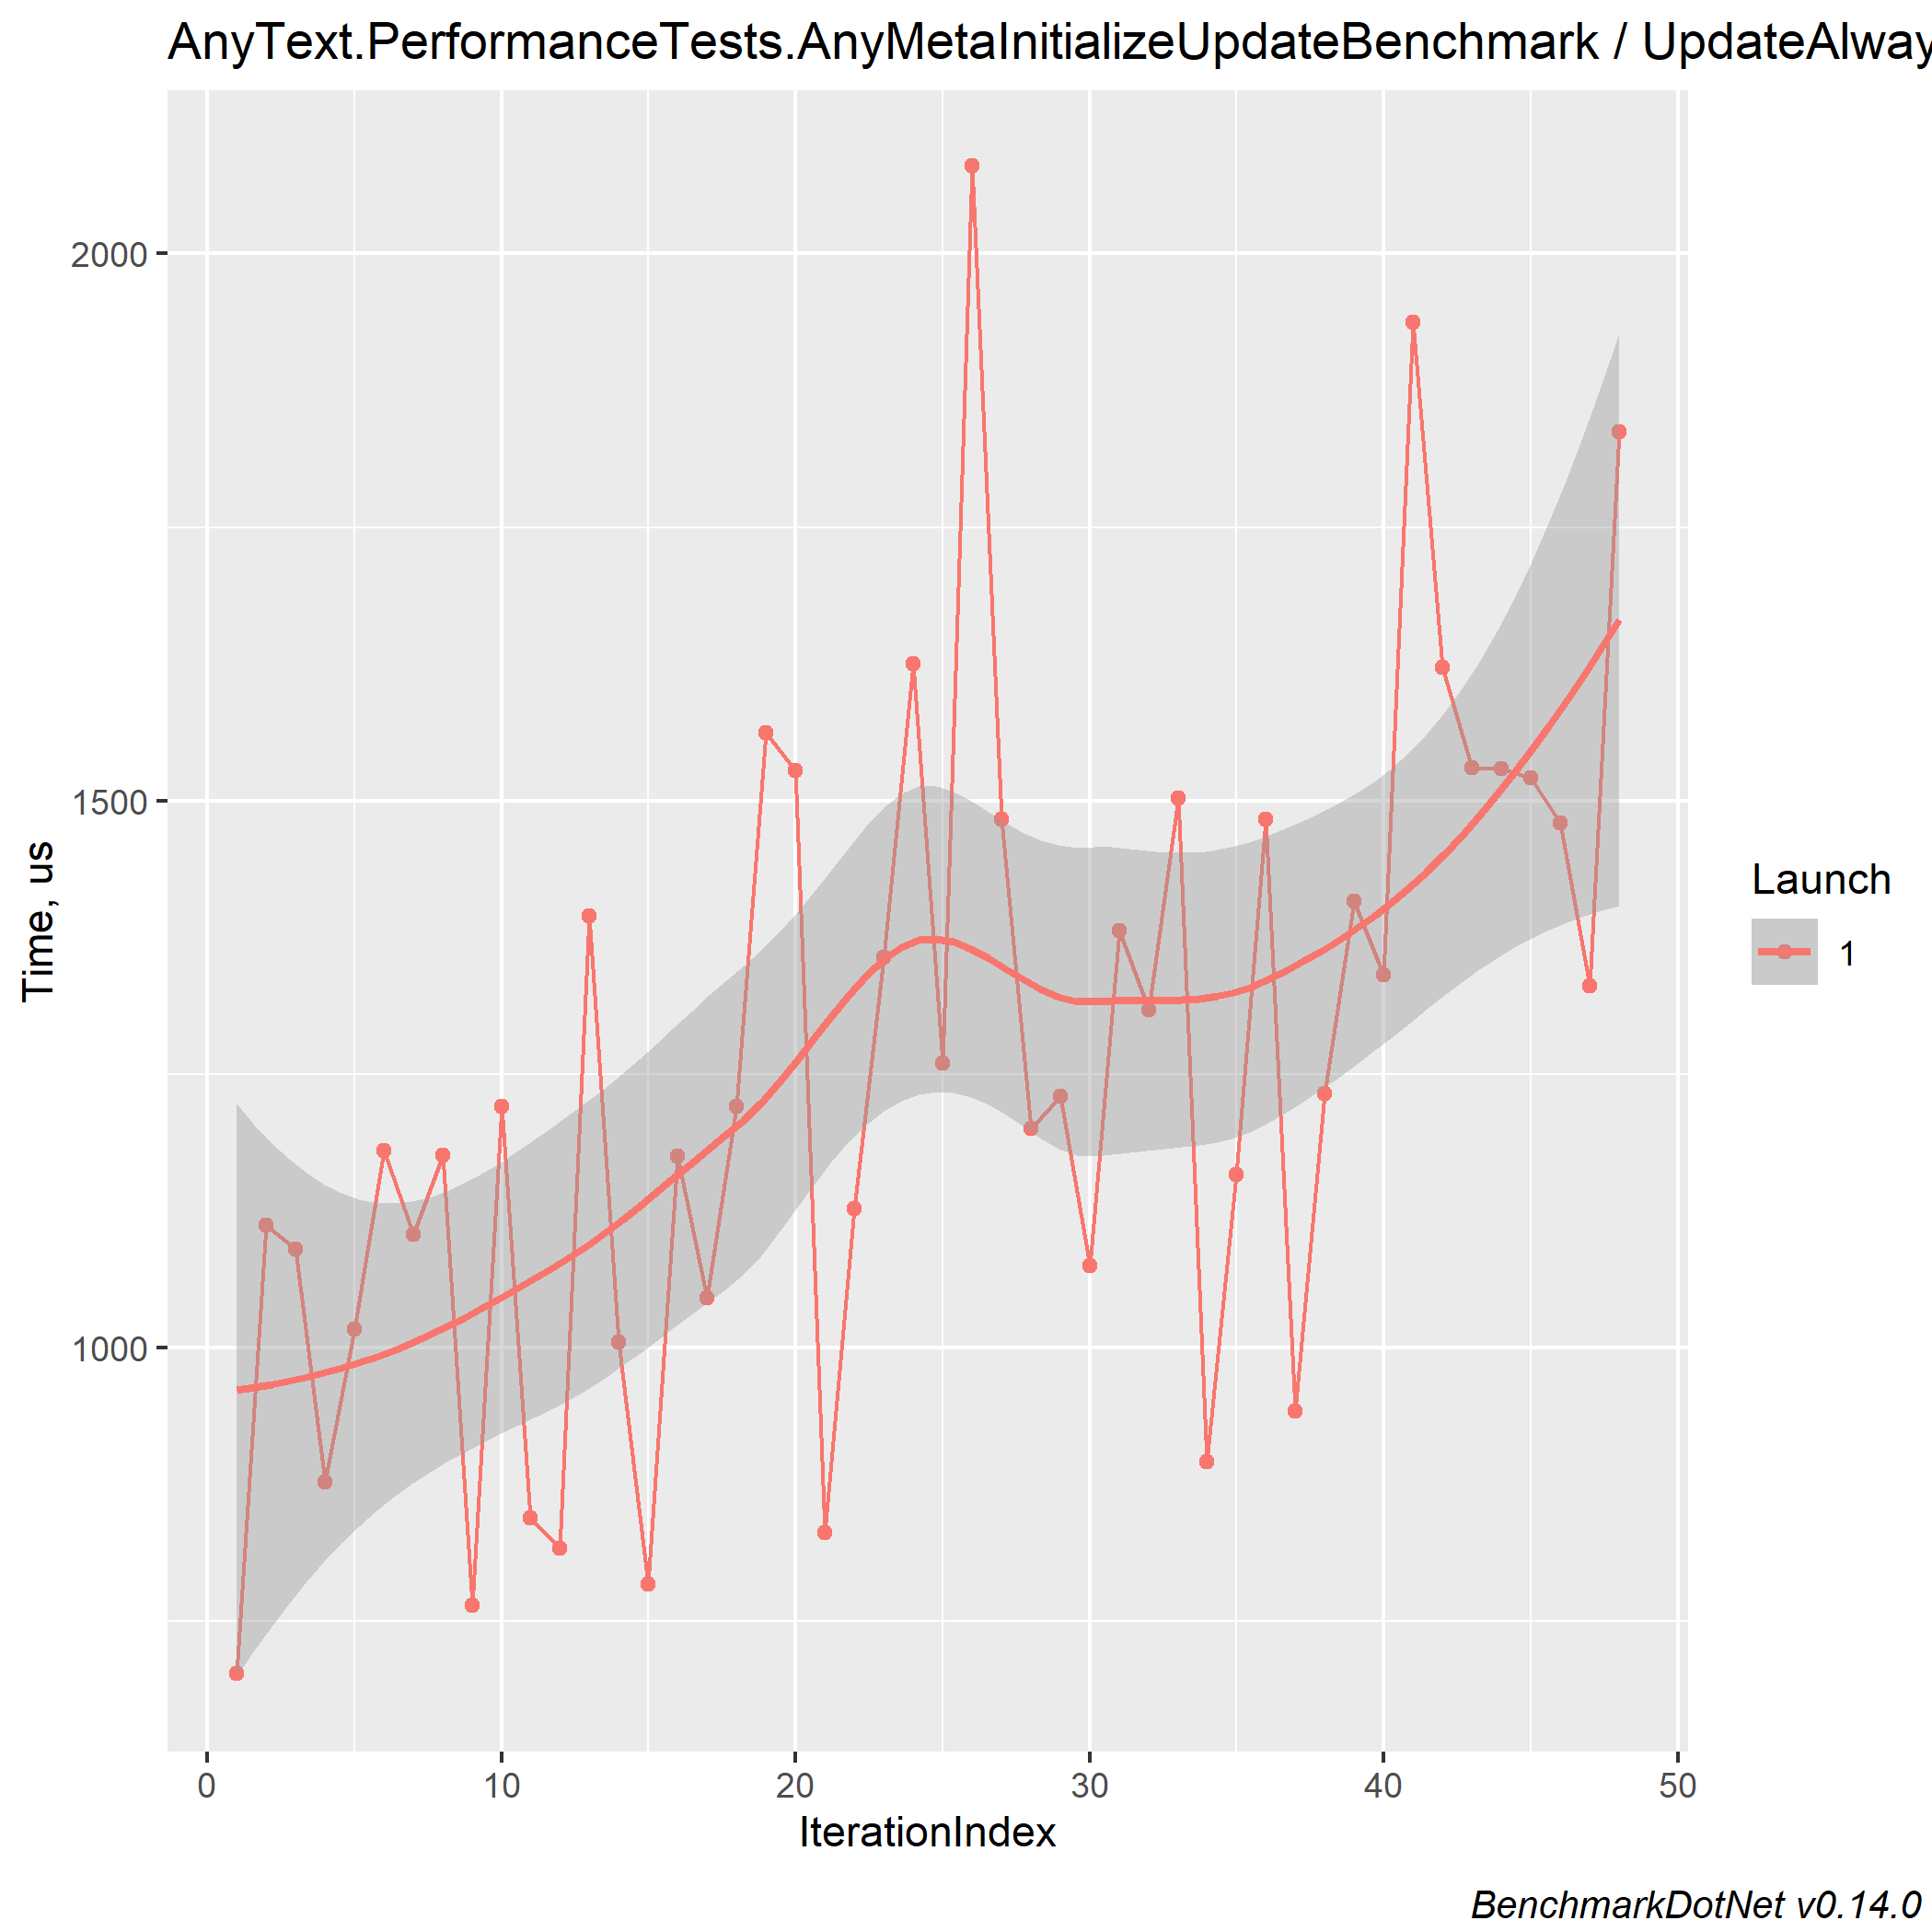 AnyText.PerformanceTests.AnyMetaInitializeUpdateBenchmark / UpdateAlway
2000
1500
1000
Time, us
0 10 20 30 40 50
IterationIndex
Launch
1
BenchmarkDotNet v0.14.0